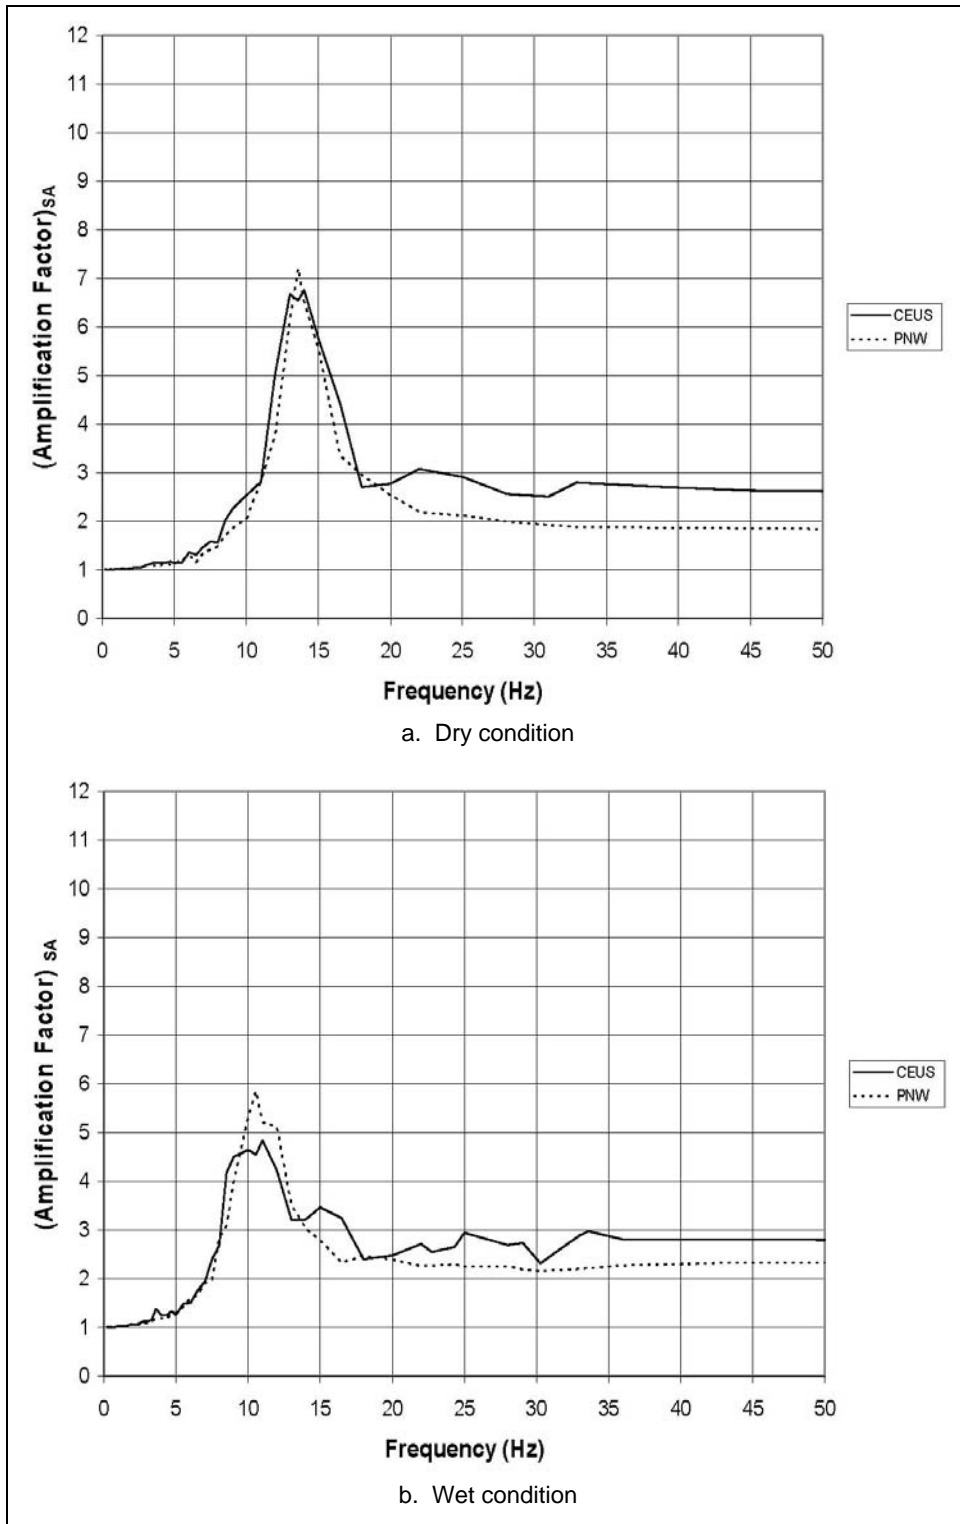 12
11
10
9
8
7
6
5
4
3
2
1
0
(Amplification Factor)SA
0 5 10 15 20 25 30 35 40 45 50
Frequency (Hz)
CEUS
PNW
a. Dry condition
12
11
10
9
8
7
6
5
4
3
2
1
0
(Amplification Factor) SA
0 5 10 15 20 25 30 35 40 45 50
Frequency (Hz)
CEUS
PNW
b. Wet condition